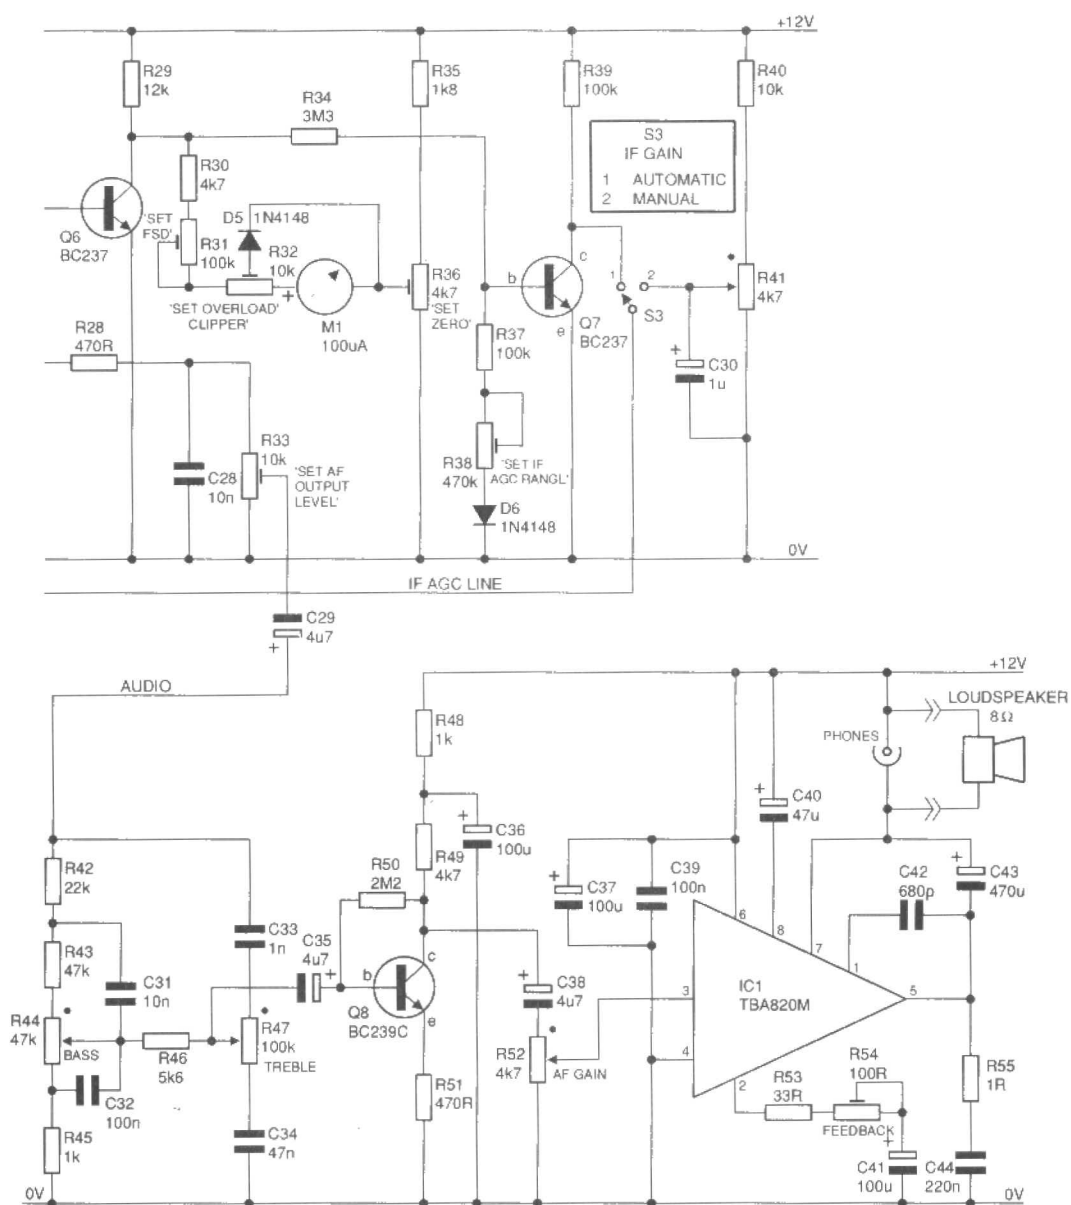 +12V
R29
12k
R34
3M3
R35
1k8
R39
100k
R40
10k
S3
IF GAIN
1 AUTOMATIC
2 MANUAL
R30
4k7
Q6
BC237
'SET
FSD'
R31
100k
D5
1N4148
R32
10k
'SET OVERLOAD'
CLIPPER'
+
M1
100uA
R36
4k7
'SET
ZERO'
b
c
e
Q7
BC237
1
2
S3
R41
4k7
+
C30
1u
R28
470R
R37
100k
R33
10k
C28
10n
'SET AF
OUTPUT
LEVEL'
R38
470k
'SET IF
AGC RANGL'
D6
1N4148
0V
IF AGC LINE
C29
4u7
+
AUDIO
+12V
R48
1k
LOUDSPEAKER
8Ω
PHONES
+
C40
47u
+
C36
100u
R49
4k7
R50
2M2
R42
22k
+
C37
100u
C39
100n
C42
680p
+
C43
470u
C33
1n
R43
47k
C31
10n
C35
4u7
+
b
c
e
Q8
BC239C
+
C38
4u7
6
8
7
1
IC1
TBA820M
3
5
4
2
R44
47k
BASS
R46
5k6
R47
100k
TREBLE
R52
4k7
AF GAIN
R54
100R
R53
33R
FEEDBACK
R55
1R
C32
100n
R51
470R
R45
1k
C34
47n
+
C41
100u
C44
220n
0V
0V